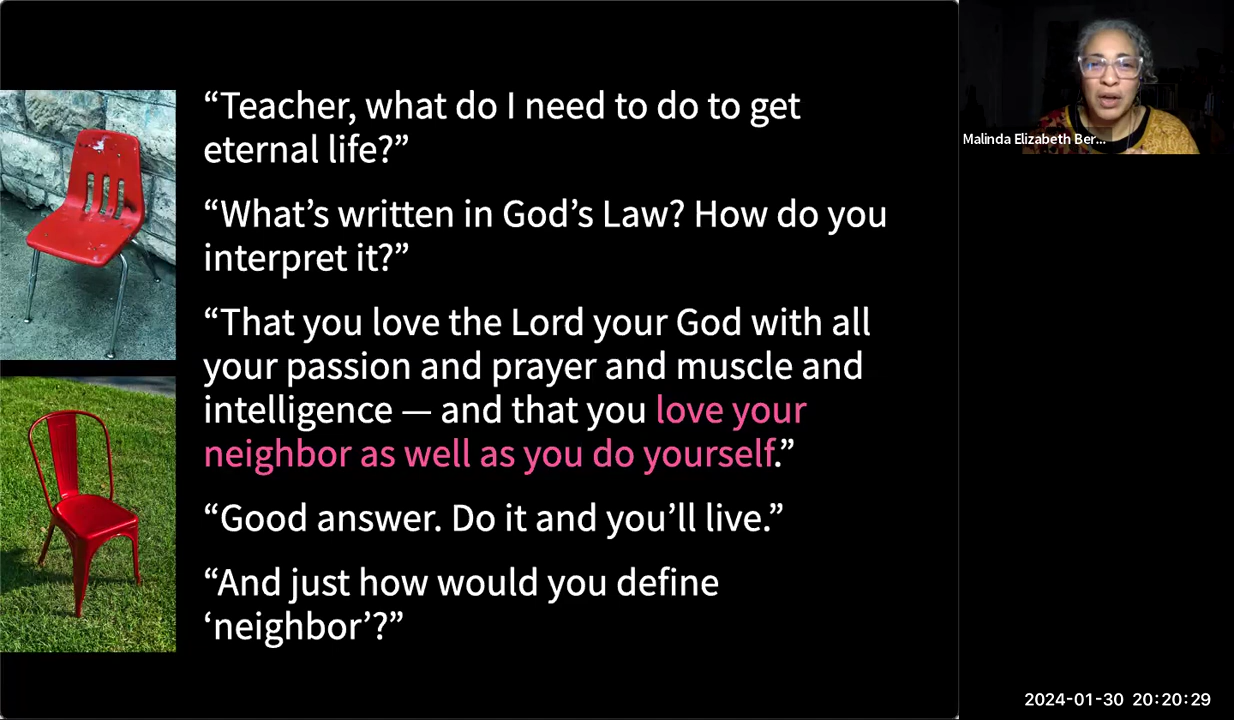 “Teacher, what do I need to do to get
eternal life?”
“What’s written in God’s Law? How do you
interpret it?”
“That you love the Lord your God with all
your passion and prayer and muscle and
intelligence — and that you love your
neighbor as well as you do yourself.”
“Good answer. Do it and you’ll live.”
“And just how would you define
‘neighbor’?”
Malinda Elizabeth Ber...
2024-01-30 20:20:29